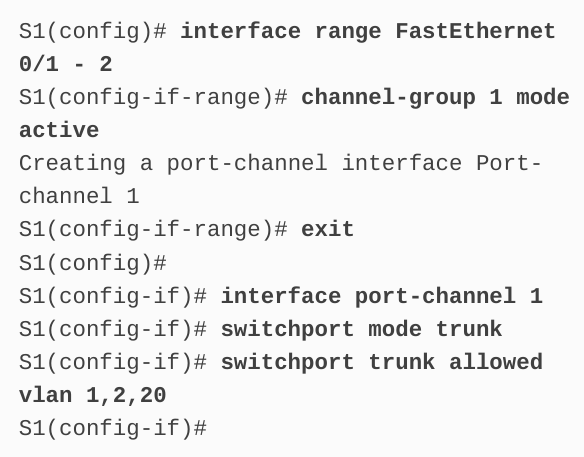 S1(config)# interface range FastEthernet
0/1 - 2
S1(config-if-range)# channel-group 1 mode
active
Creating a port-channel interface Port-
channel 1
S1(config-if-range)# exit
S1(config)#
S1(config-if)# interface port-channel 1
S1(config-if)# switchport mode trunk
S1(config-if)# switchport trunk allowed
vlan 1,2,20
S1(config-if)#